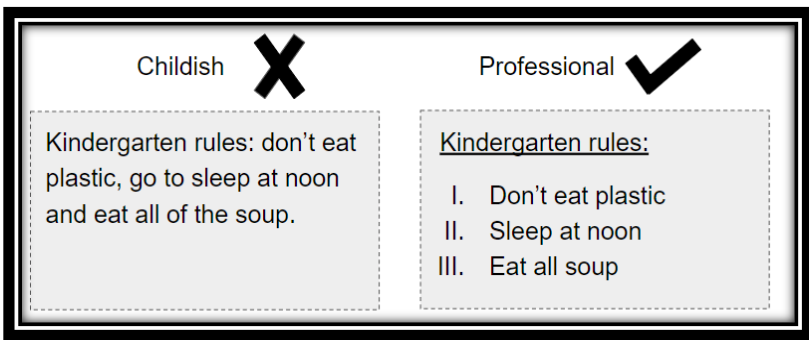 Childish
Professional
Kindergarten rules: don’t eat
plastic, go to sleep at noon
and eat all of the soup.
Kindergarten rules:
I. Don’t eat plastic
II. Sleep at noon
III. Eat all soup